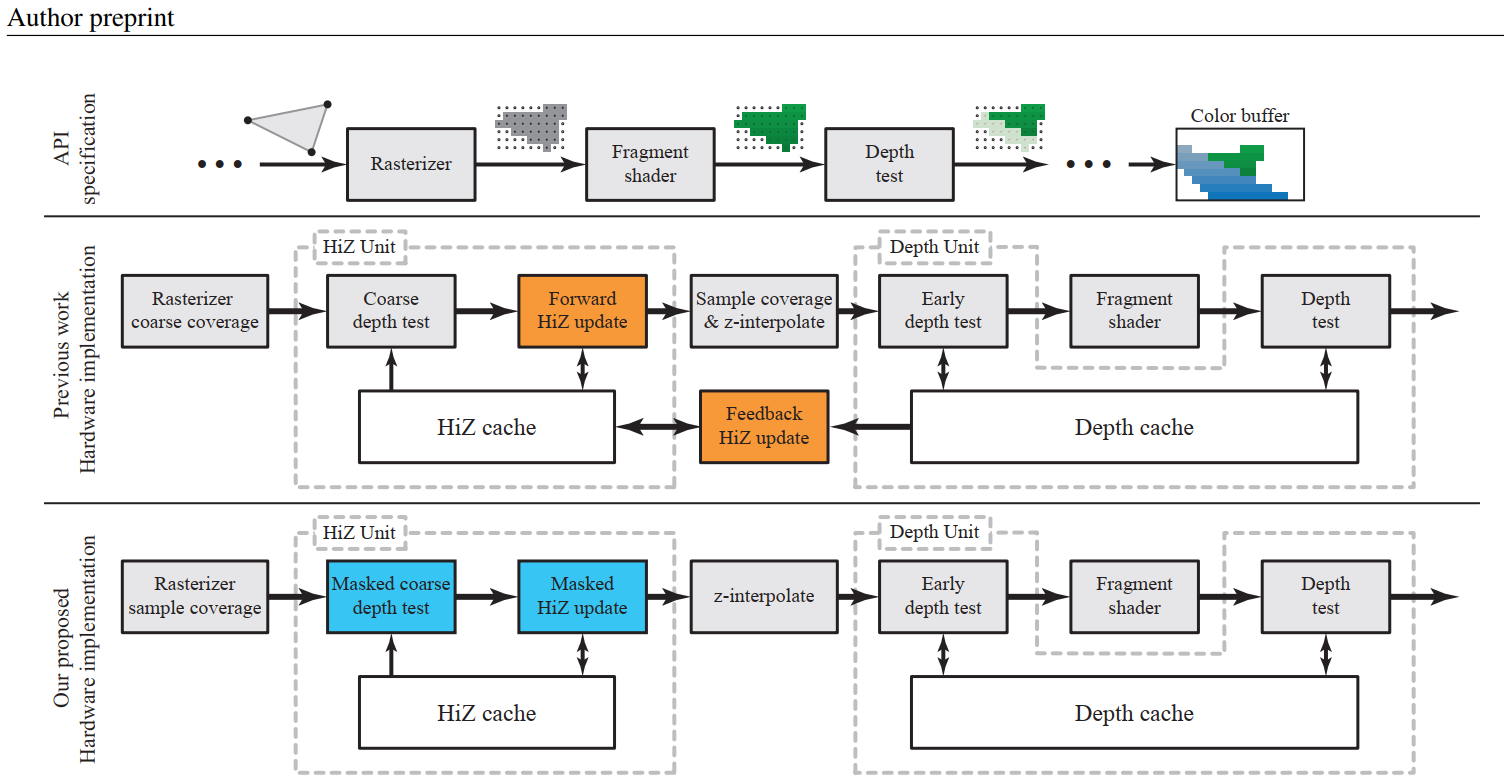 Author preprint
API
specification
Rasterizer
Fragment
shader
Depth
test
Color buffer
Previous work
Hardware implementation
HiZ Unit
Depth Unit
Rasterizer
coarse coverage
Coarse
depth test
Forward
HiZ update
Sample coverage
& z-interpolate
Early
depth test
Fragment
shader
Depth
test
HiZ cache
Feedback
HiZ update
Depth cache
Our proposed
Hardware implementation
HiZ Unit
Depth Unit
Rasterizer
sample coverage
Masked coarse
depth test
Masked
HiZ update
z-interpolate
Early
depth test
Fragment
shader
Depth
test
HiZ cache
Depth cache